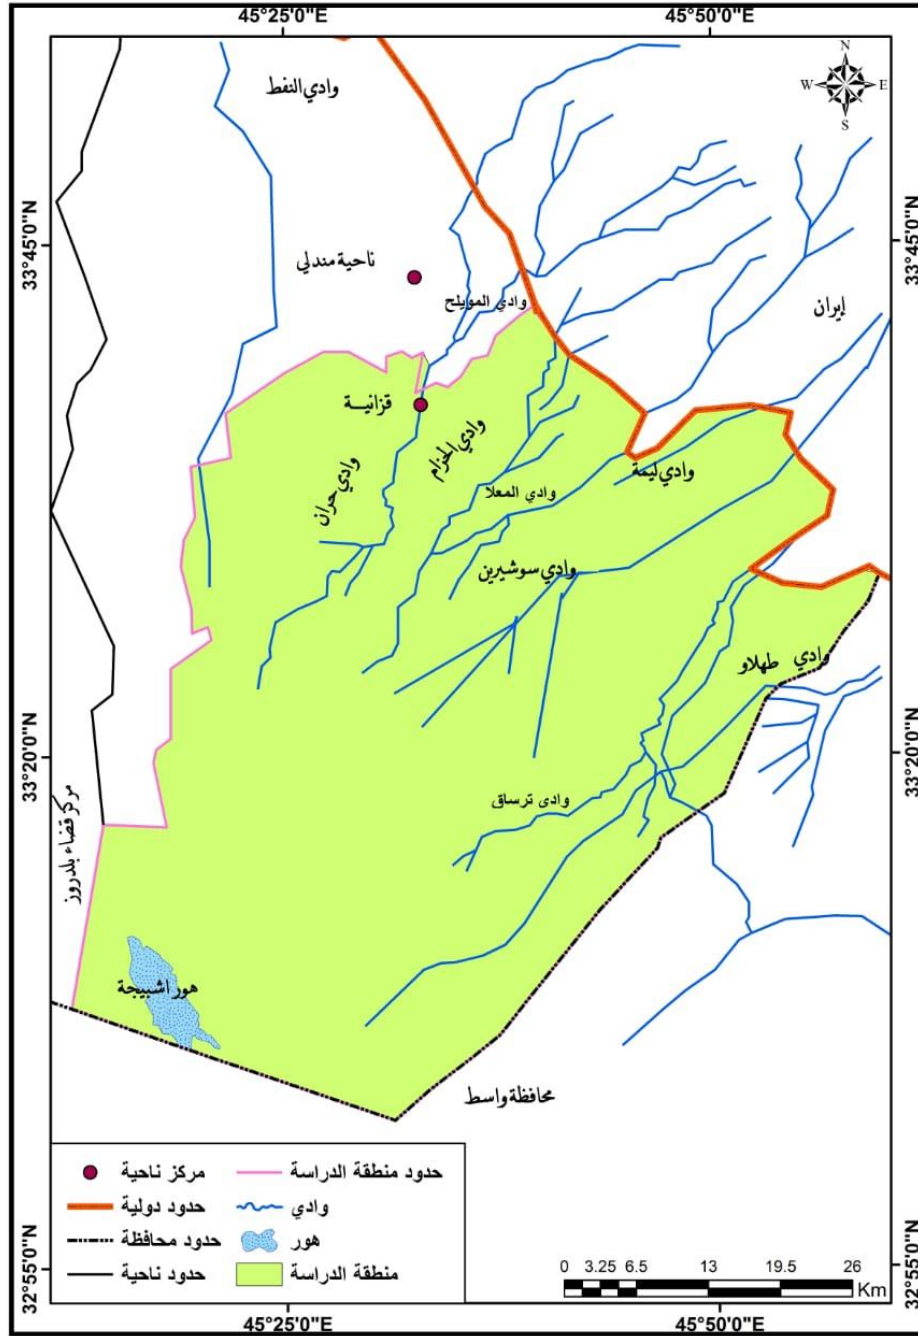 45°25'0"E
45°50'0"E
N
W
E
S
وادي النفط
33°45'0"N
33°45'0"N
ناحية مندلي
وادي المويلح
إيران
قزانيــة
وادي الحزام
وادي حران
وادي ليمة
وادي المعلا
وادي سوشيرين
وادي طهلاو
33°20'0"N
33°20'0"N
وادي ترساق
مركز قضاء بلدروز
هور اشبيجة
محافظة واسط
مركز ناحية
حدود منطقة الدراسة
حدود دولية
وادي
حدود محافظة
هور
حدود ناحية
منطقة الدراسة
0 3.25 6.5 13 19.5 26
Km
32°55'0"N
32°55'0"N
45°25'0"E
45°50'0"E